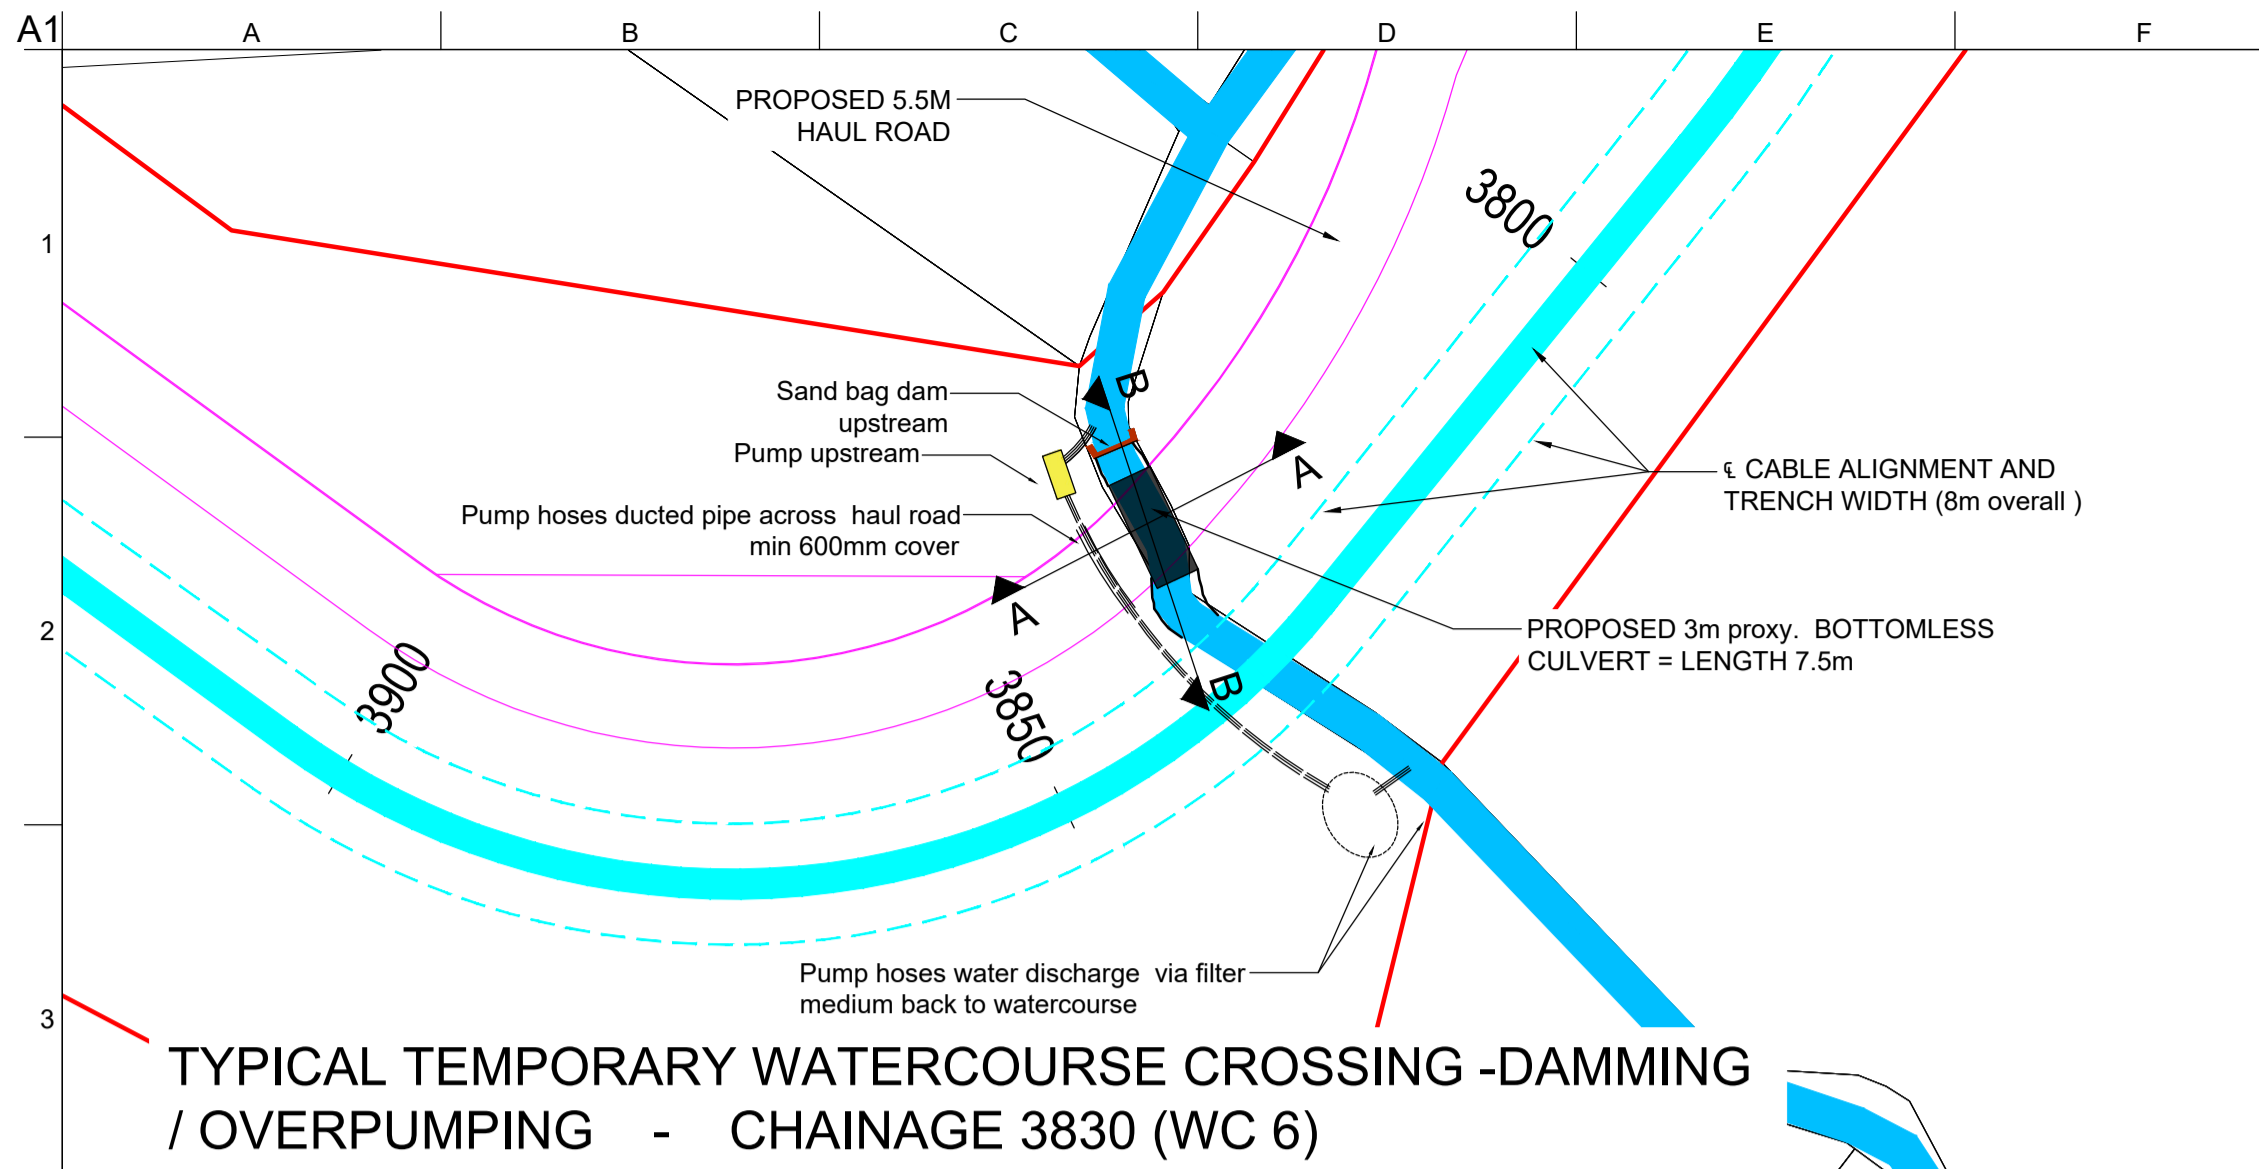 A1
A B C D E F
PROPOSED 5.5M
HAUL ROAD
1
3800
B
Sand bag dam
upstream
Pump upstream
A
℄ CABLE ALIGNMENT AND
TRENCH WIDTH (8m overall )
Pump hoses ducted pipe across haul road
min 600mm cover
A
2
PROPOSED 3m proxy. BOTTOMLESS
CULVERT = LENGTH 7.5m
3900
3850
B
Pump hoses water discharge via filter
medium back to watercourse
3
TYPICAL TEMPORARY WATERCOURSE CROSSING -DAMMING
/ OVERPUMPING - CHAINAGE 3830 (WC 6)